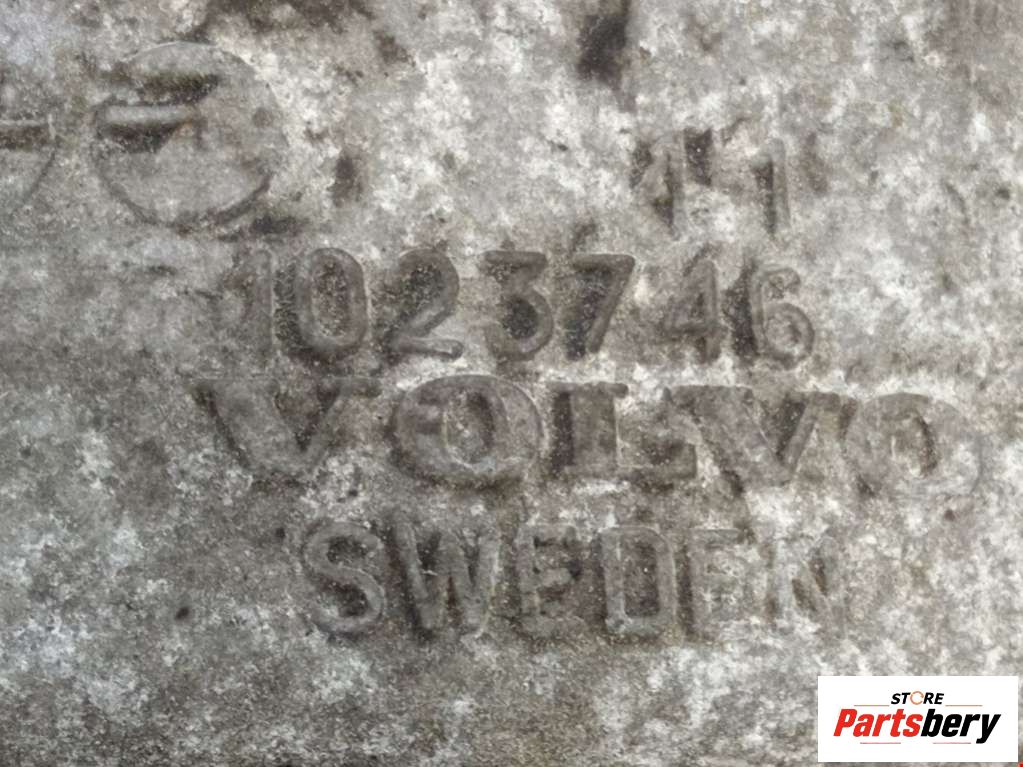 11
1023746
VOLVO
SWEDEN
STORE
Partsbery